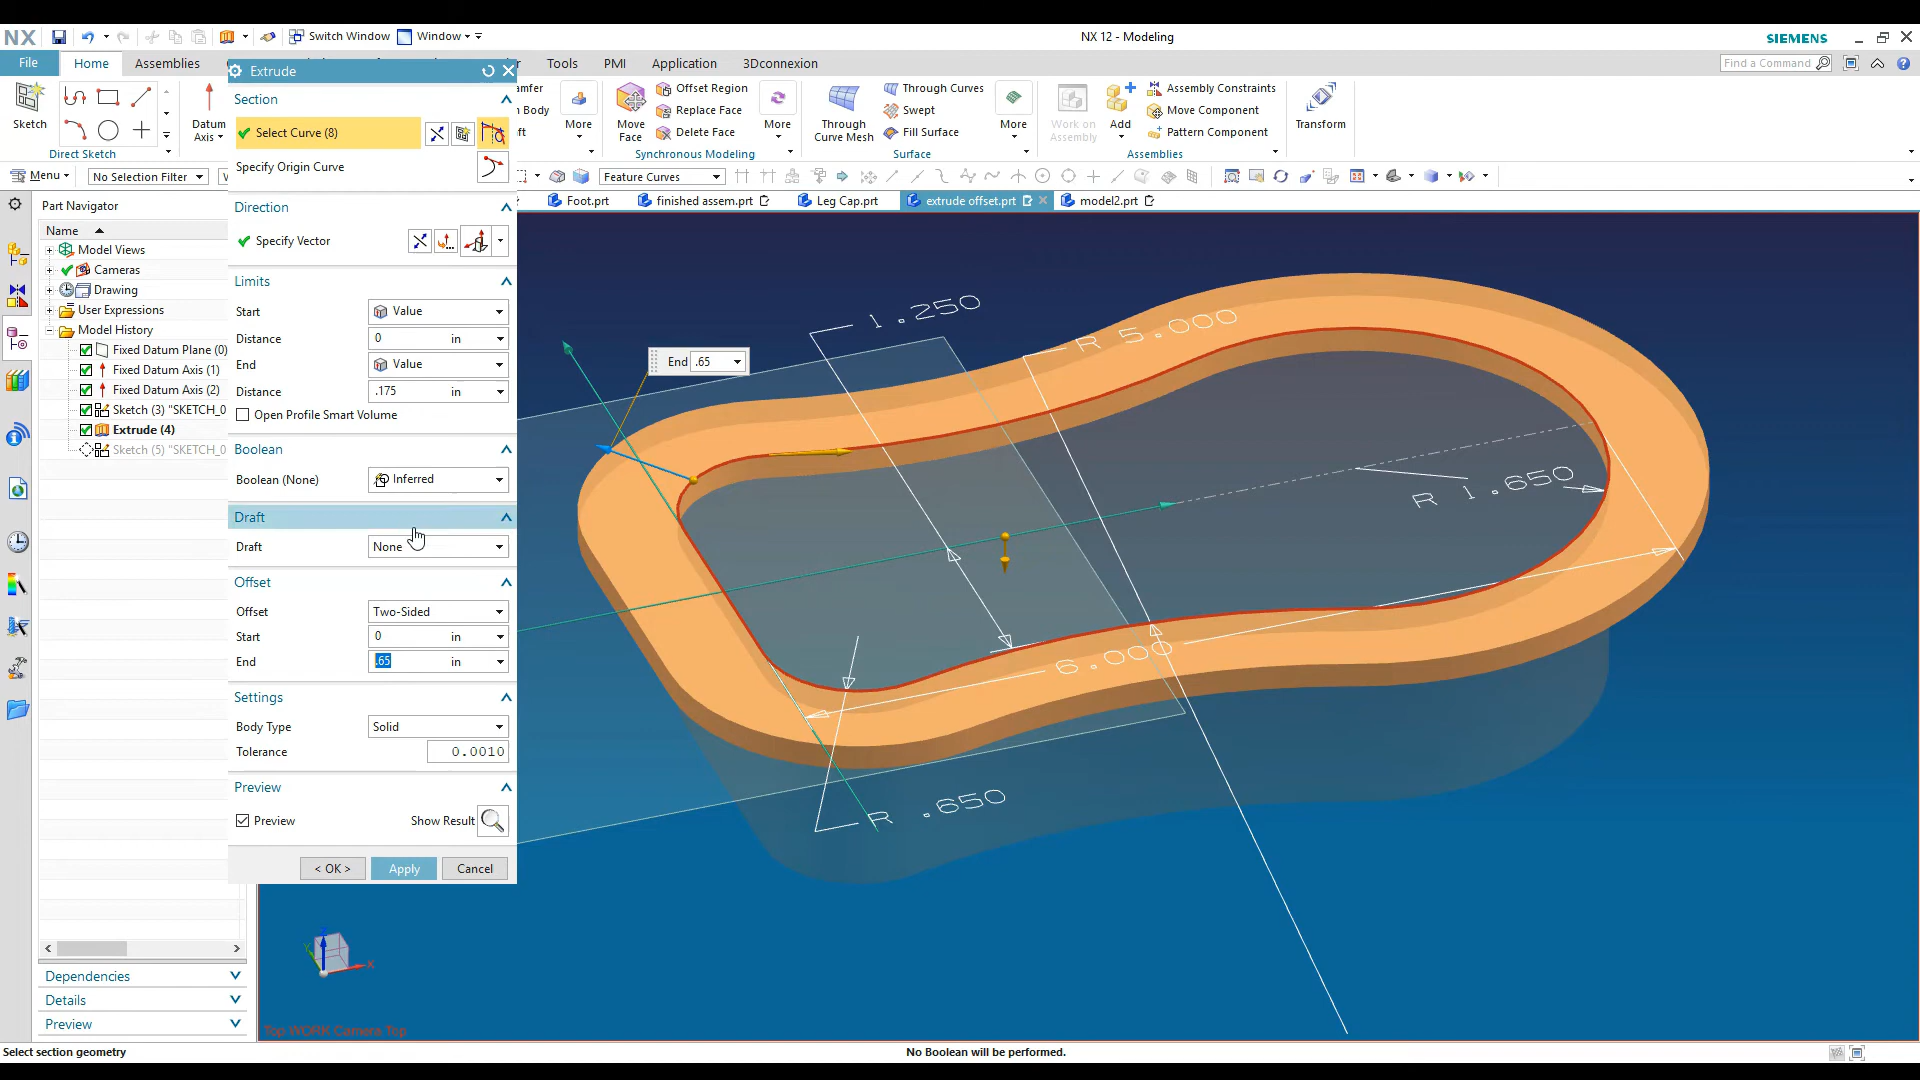 NX
Switch Window
Window
NX 12 - Modeling
SIEMENS
File
Home
Assemblies
Tools
PMI
Application
3Dconnexion
Find a Command
Sketch
Direct Sketch
Datum
Axis
More
Move
Face
Offset Region
Replace Face
Delete Face
More
Synchronous Modeling
Through
Curve Mesh
Through Curves
Swept
Fill Surface
More
Surface
Work on
Assembly
Add
Assembly Constraints
Move Component
Pattern Component
Assemblies
Transform
Menu
No Selection Filter
Feature Curves
Foot.prt
finished assem.prt
Leg Cap.prt
extrude offset.prt
model2.prt
Part Navigator
Name
Model Views
Cameras
Drawing
User Expressions
Model History
Fixed Datum Plane (0)
Fixed Datum Axis (1)
Fixed Datum Axis (2)
Sketch (3) "SKETCH_0
Extrude (4)
Sketch (5) "SKETCH_0
Dependencies
Details
Preview
Extrude
Section
Select Curve (8)
Specify Origin Curve
Direction
Specify Vector
Limits
Start Value
Distance 0 in
End Value
Distance .175 in
Open Profile Smart Volume
Boolean
Boolean (None) Inferred
Draft
Draft None
Offset
Offset Two-Sided
Start 0 in
End .65 in
Settings
Body Type Solid
Tolerance 0.0010
Preview
Preview Show Result
< OK > Apply Cancel
1.250
R 5.000
End .65
R 1.650
6.000
R .650
X
Top WORK Camera Top
Select section geometry
No Boolean will be performed.